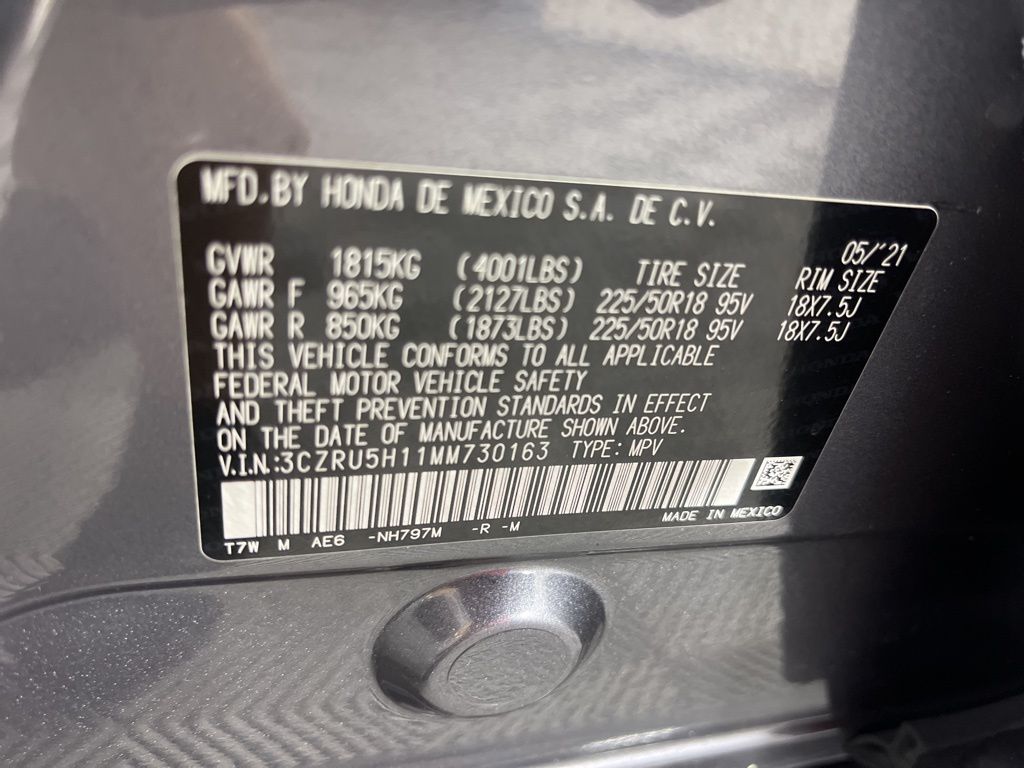 MFD.BY HONDA DE MEXICO S.A. DE C.V.
05/'21
GVWR 1815KG (4001LBS) TIRE SIZE RIM SIZE
GAWR F 965KG (2127LBS) 225/50R18 95V 18X7.5J
GAWR R 850KG (1873LBS) 225/50R18 95V 18X7.5J
THIS VEHICLE CONFORMS TO ALL APPLICABLE
FEDERAL MOTOR VEHICLE SAFETY
AND THEFT PREVENTION STANDARDS IN EFFECT
ON THE DATE OF MANUFACTURE SHOWN ABOVE.
V.I.N:3CZRU5H11MM730163 TYPE: MPV
MADE IN MEXICO
T7W M AE6 -NH797M -R -M